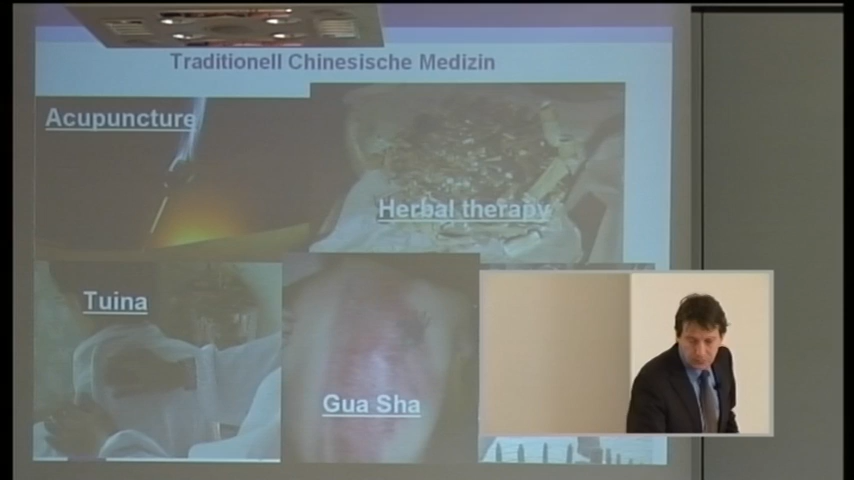 Traditionell Chinesische Medizin
Acupuncture
Herbal therapy
Tuina
Gua Sha